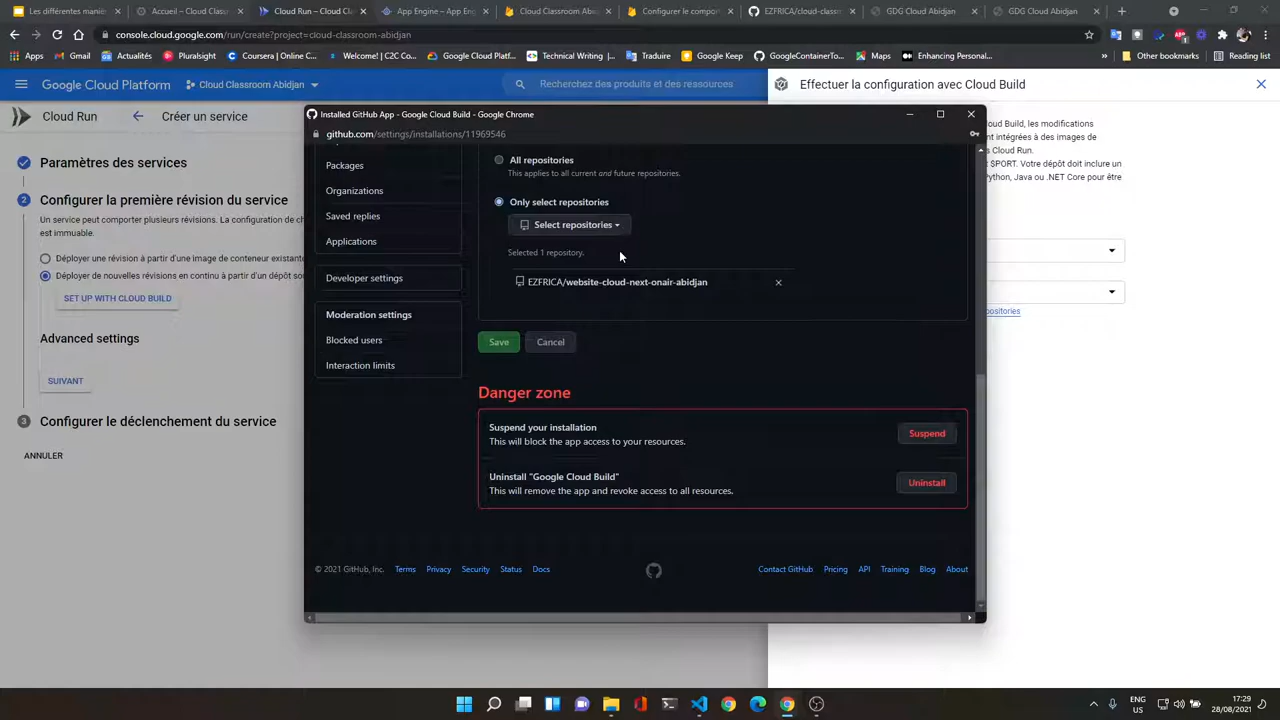 Les différentes manièr
Accueil – Cloud Classr
Cloud Run – Installed C
App Engine – App Eng
Cloud Classroom Abidj
Configurer le compor
EZFRICA/cloud-classr
GDG Cloud Abidjan
GDG Cloud Abidjan
console.cloud.google.com/run/create?project=cloud-classroom-abidjan
Apps
Gmail
Actualités
Pluralsight
Coursera | Online C...
Welcome! | C2C Co...
Google Cloud Plat...
Technical Writing |...
Traduire
Google Keep
GoogleContainerTo...
Maps
Enhancing Personal...
Other bookmarks
Reading list
Google Cloud Platform
Cloud Classroom Abidjan
Recherchez des produits et des ressources
Effectuer la configuration avec Cloud Build
Cloud Run
Créer un service
Paramètres des services
2 Configurer la première révision du service
Un service peut comporter plusieurs révisions. La configuration de ch
est immuable.
Déployer une révision à partir d'une image de conteneur existante
Déployer de nouvelles révisions en continu à partir d'un dépôt so
SET UP WITH CLOUD BUILD
Advanced settings
SUIVANT
3 Configurer le déclenchement du service
ANNULER
Installed GitHub App - Google Cloud Build - Google Chrome
github.com/settings/installations/11969546
Packages
Organizations
Saved replies
Applications
Developer settings
Moderation settings
Blocked users
Interaction limits
All repositories
This applies to all current and future repositories.
Only select repositories
Select repositories
Selected 1 repository.
EZFRICA/website-cloud-next-onair-abidjan
Save
Cancel
Danger zone
Suspend your installation
This will block the app access to your resources.
Suspend
Uninstall "Google Cloud Build"
This will remove the app and revoke access to all resources.
Uninstall
© 2021 GitHub, Inc.
Terms
Privacy
Security
Status
Docs
Contact GitHub
Pricing
API
Training
Blog
About
loud Build, les modifications
nt intégrées à des images de
s Cloud Run.
$PORT. Votre dépôt doit inclure un
Python, Java ou .NET Core pour être
positories
ENG
US
17:29
28/08/2021